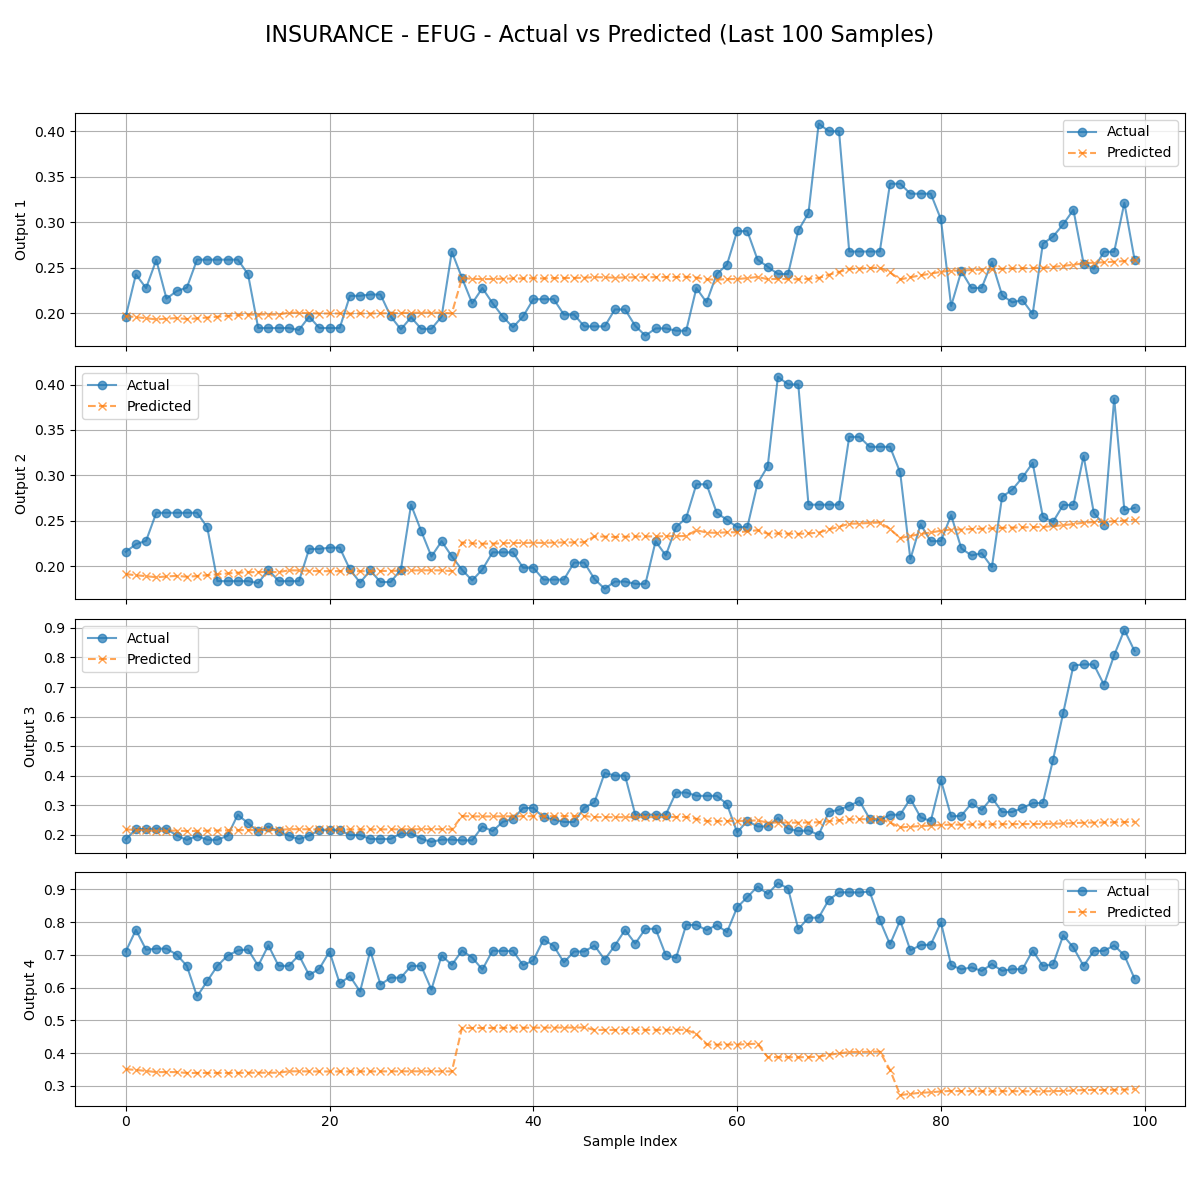 INSURANCE - EFUG - Actual vs Predicted (Last 100 Samples)
0.40
0.35
0.30
0.25
0.20
Output 1
Actual
Predicted
0.40
0.35
0.30
0.25
0.20
Output 2
Actual
Predicted
0.9
0.8
0.7
0.6
0.5
0.4
0.3
0.2
Output 3
Actual
Predicted
0.9
0.8
0.7
0.6
0.5
0.4
0.3
Output 4
Actual
Predicted
0 20 40 60 80 100
Sample Index